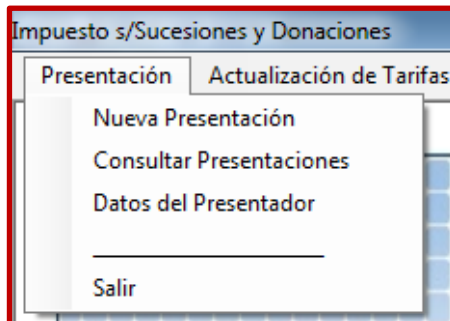 Impuesto s/Sucesiones y Donaciones
Presentación Actualización de Tarifas
Nueva Presentación
Consultar Presentaciones
Datos del Presentador
Salir